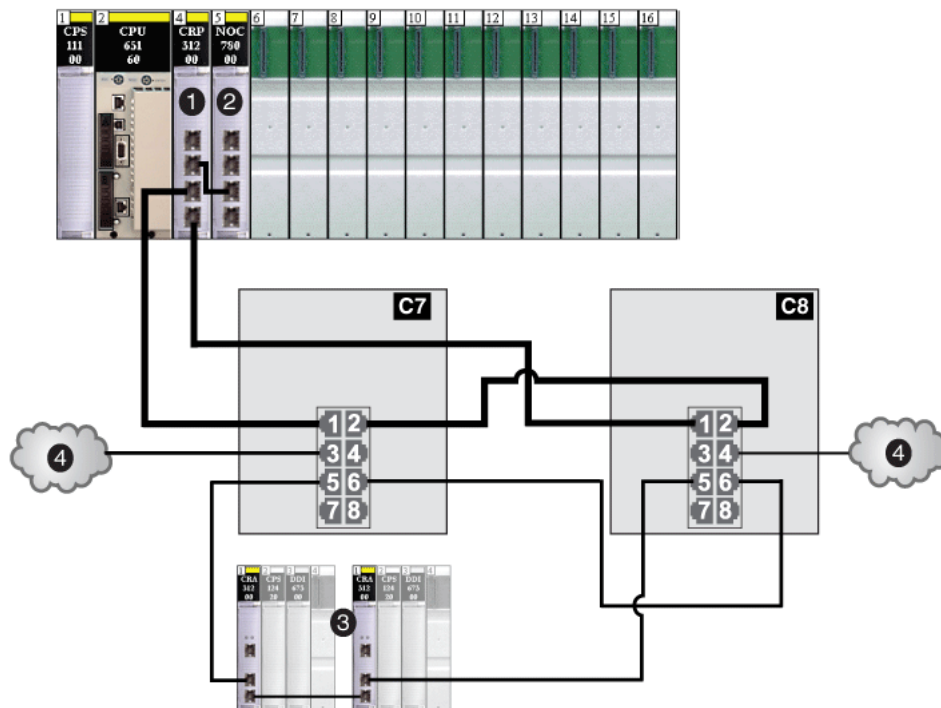 1 2 4 5 6 7 8 9 10 11 12 13 14 15 16
CPS 111 00
CPU 651 60
CRP 312 00
NOC 780 00
1 2
C7
C8
1 2
3 4
5 6
7 8
1 2
3 4
5 6
7 8
4
4
1 2 3 4
CRA 312 00
CPS 124 20
DDI 673 00
3
1 2 3 4
CRA 312 00
CPS 124 20
DDI 673 00